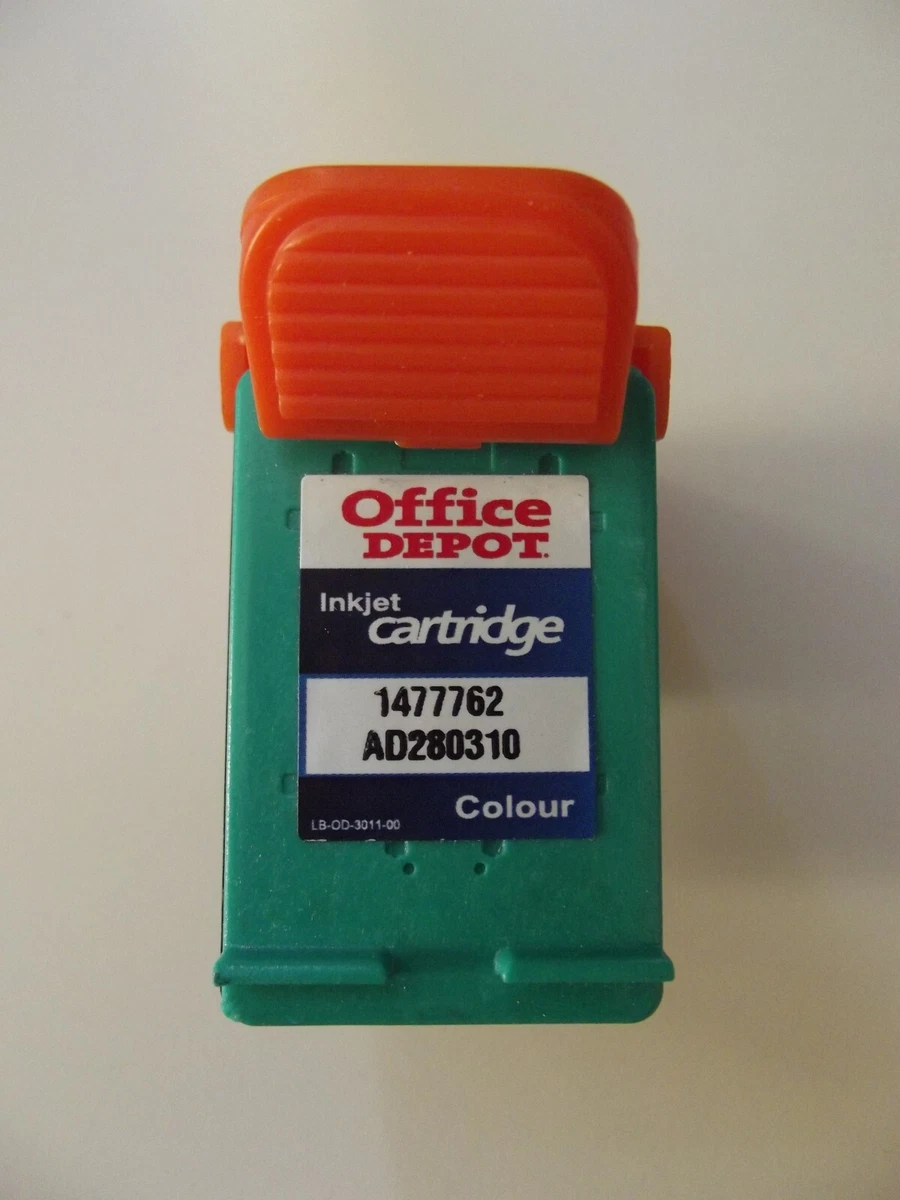 Office
DEPOT.
Inkjet
cartridge
1477762
AD280310
Colour
LB-OD-3011-00